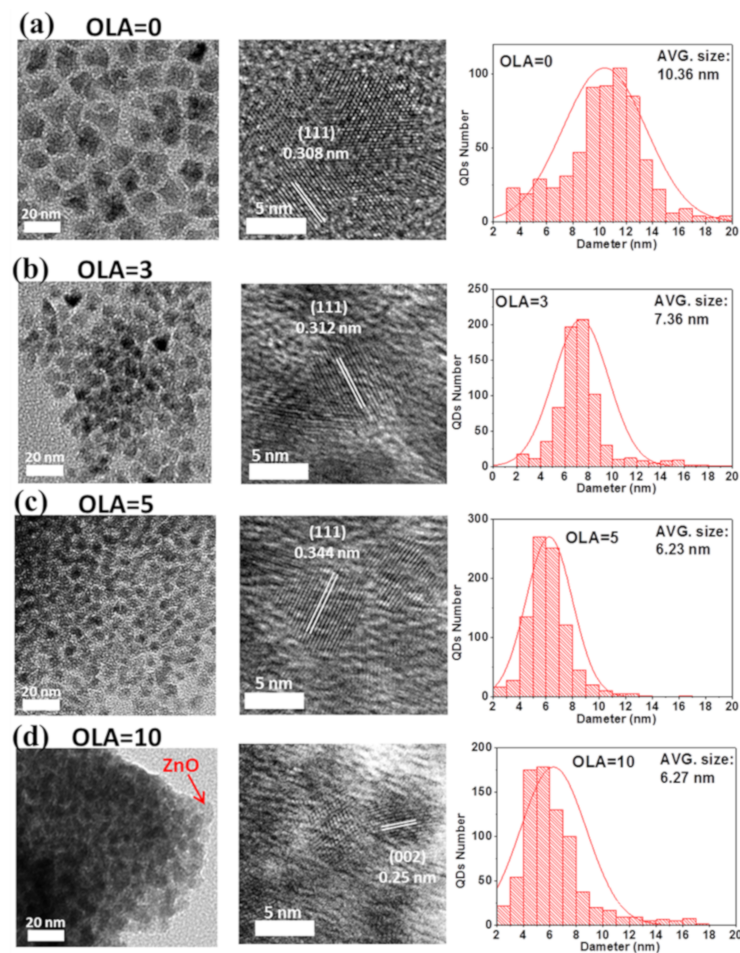 (a) OLA=0
20 nm
(111)
0.308 nm
5 nm
OLA=0
AVG. size:
10.36 nm
QDs Number
100
50
0
2 4 6 8 10 12 14 16 18 20
Dameter (nm)
(b) OLA=3
20 nm
(111)
0.312 nm
5 nm
OLA=3
AVG. size:
7.36 nm
QDs Number
250
200
150
100
50
0
0 2 4 6 8 10 12 14 16 18 20
Diameter (nm)
(c) OLA=5
20 nm
(111)
0.344 nm
5 nm
OLA=5
AVG. size:
6.23 nm
QDs Number
300
200
100
0
2 4 6 8 10 12 14 16 18 20
Diameter (nm)
(d) OLA=10
ZnO
20 nm
(002)
0.25 nm
5 nm
OLA=10
AVG. size:
6.27 nm
QDs Number
200
150
100
50
0
2 4 6 8 10 12 14 16 18 20
Diameter (nm)